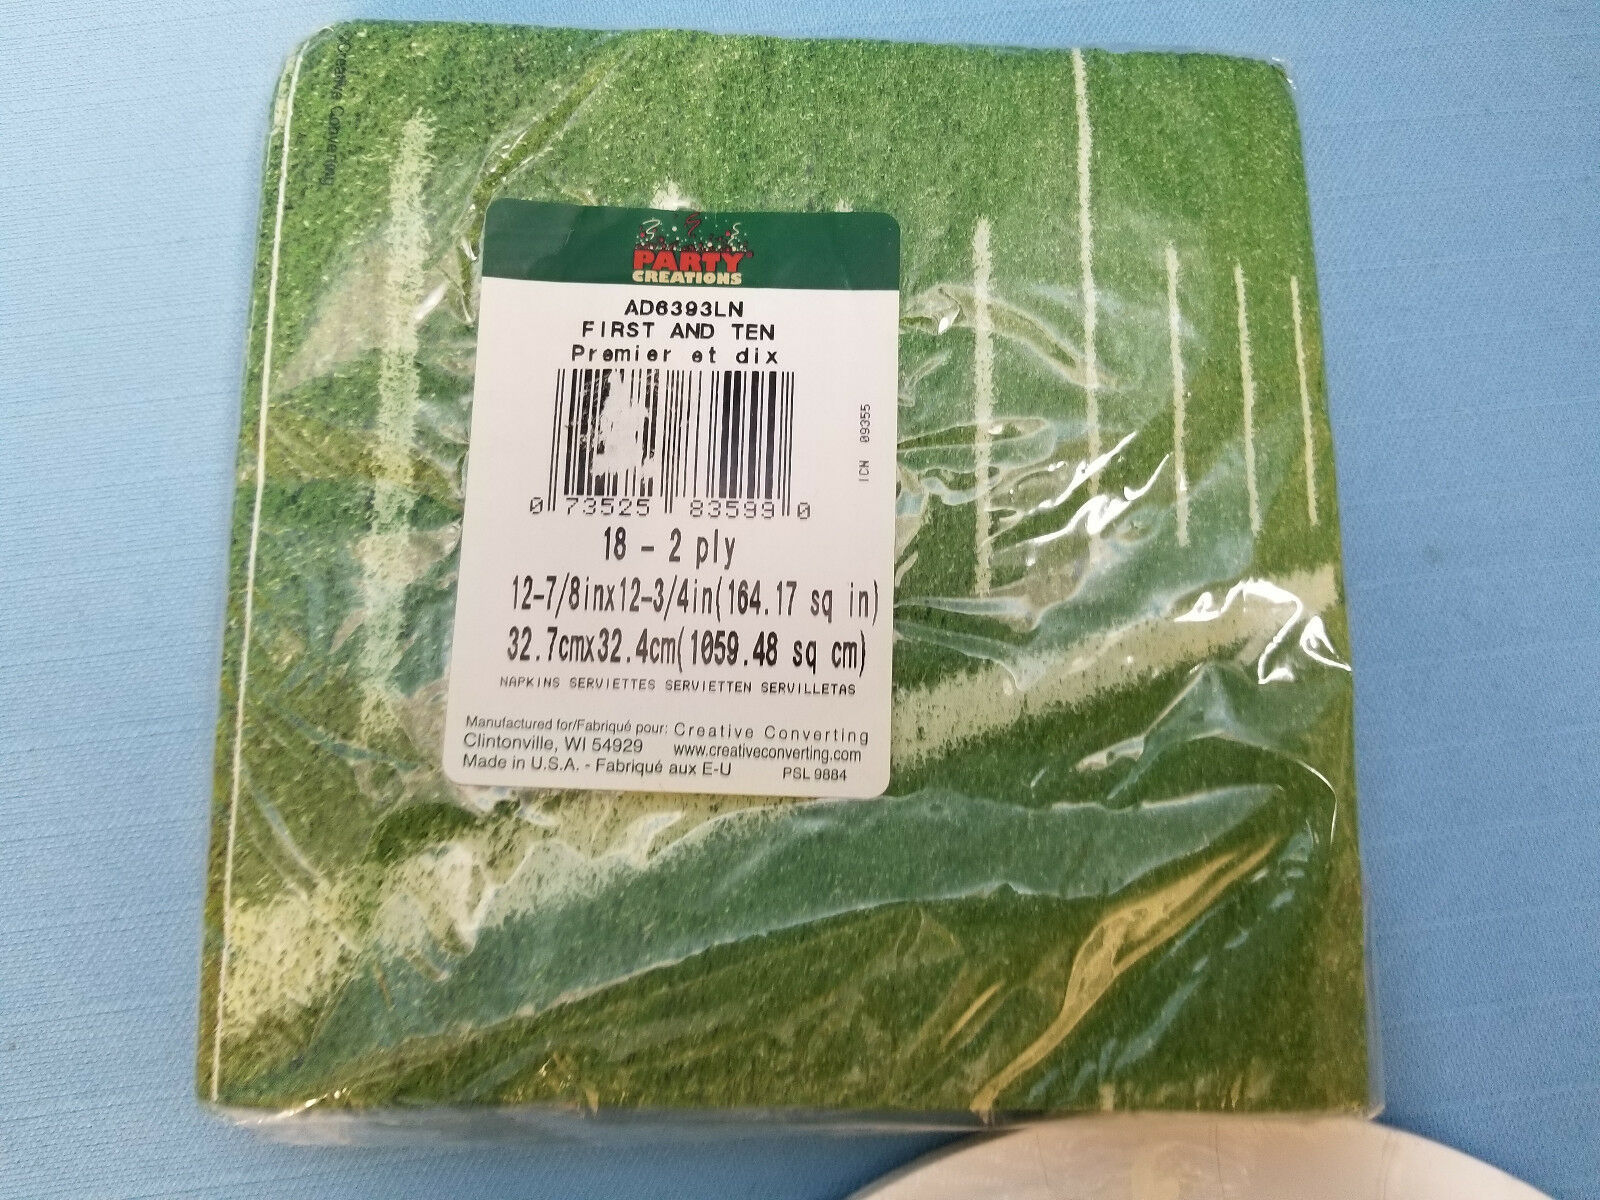 ©Creative Converting
PARTY
CREATIONS
AD6393LN
FIRST AND TEN
Premier et dix
ICN 09355
0 73525 83599 0
18 - 2 ply
12-7/8inx12-3/4in(164.17 sq in)
32.7cmx32.4cm(1059.48 sq cm)
NAPKINS SERVIETTES SERVIETTEN SERVILLETAS
Manufactured for/Fabriqué pour: Creative Converting
Clintonville, WI 54929 www.creativeconverting.com
Made in U.S.A. - Fabriqué aux E-U PSL 9884